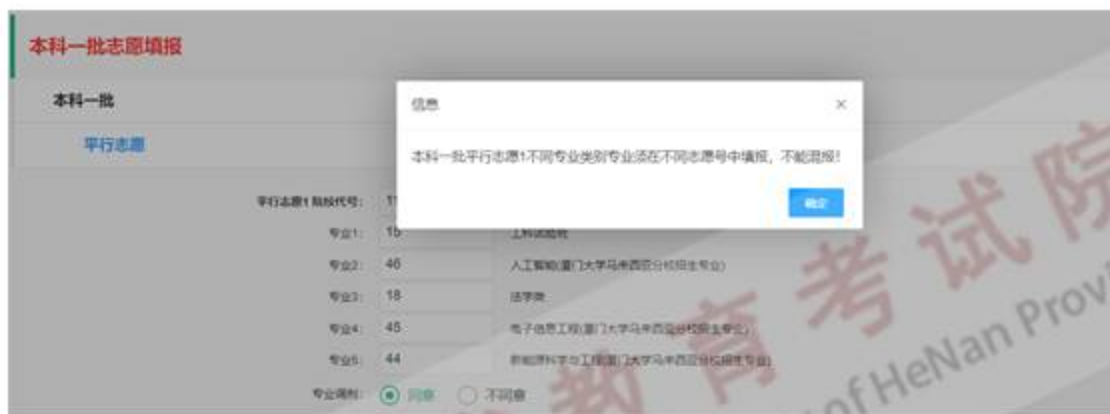 本科一批志愿填报
本科一批
平行志愿
信息
×
本科一批平行志愿1不同专业类别专业须在不同志愿号中填报，不能混报!
确定
平行志愿1 院校代号：
专业1： 15 工科试验班
专业2： 46 人工智能(厦门大学马来西亚分校招生专业)
专业3： 18 法学类
专业4： 45 电子信息工程(厦门大学马来西亚分校招生专业)
专业5： 44 新能源科学与工程(厦门大学马来西亚分校招生专业)
专业调剂： 同意 不同意
教育考试院
of HeNan Provi